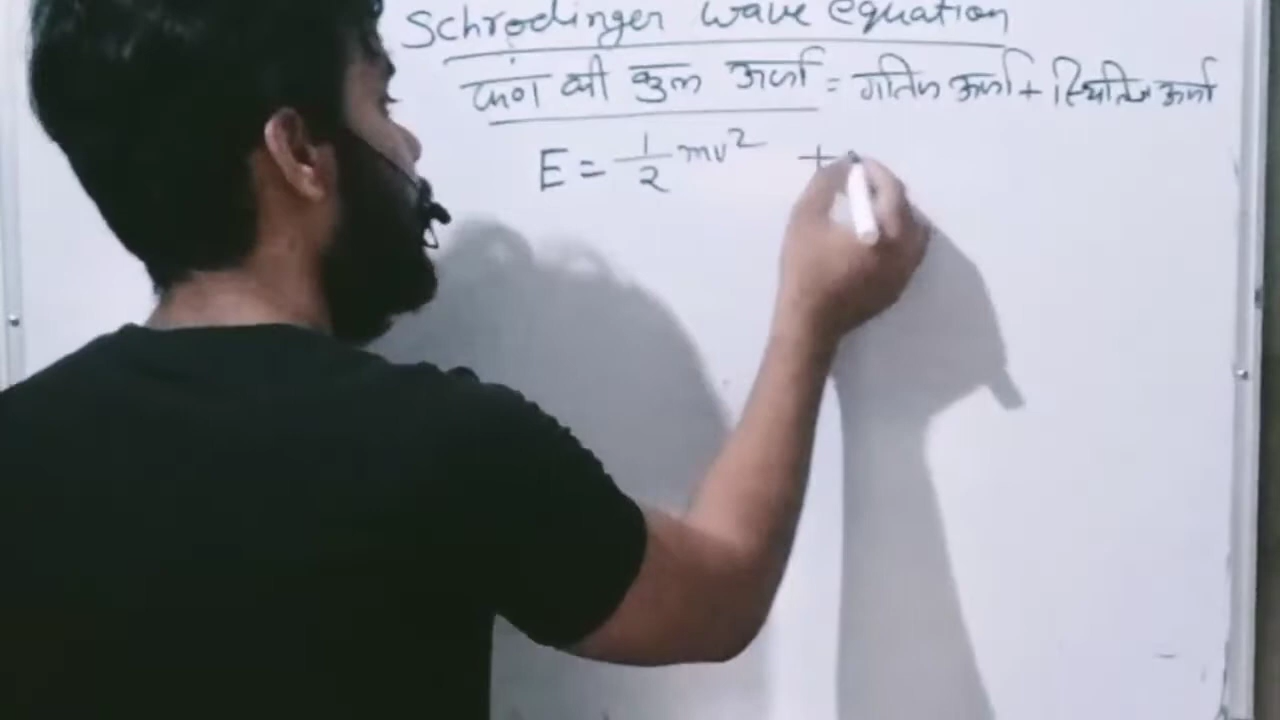 Schrodinger wave equation
कण की कुल ऊर्जा = गतिज ऊर्जा + स्थितिज ऊर्जा
E = 1/2 mv² +